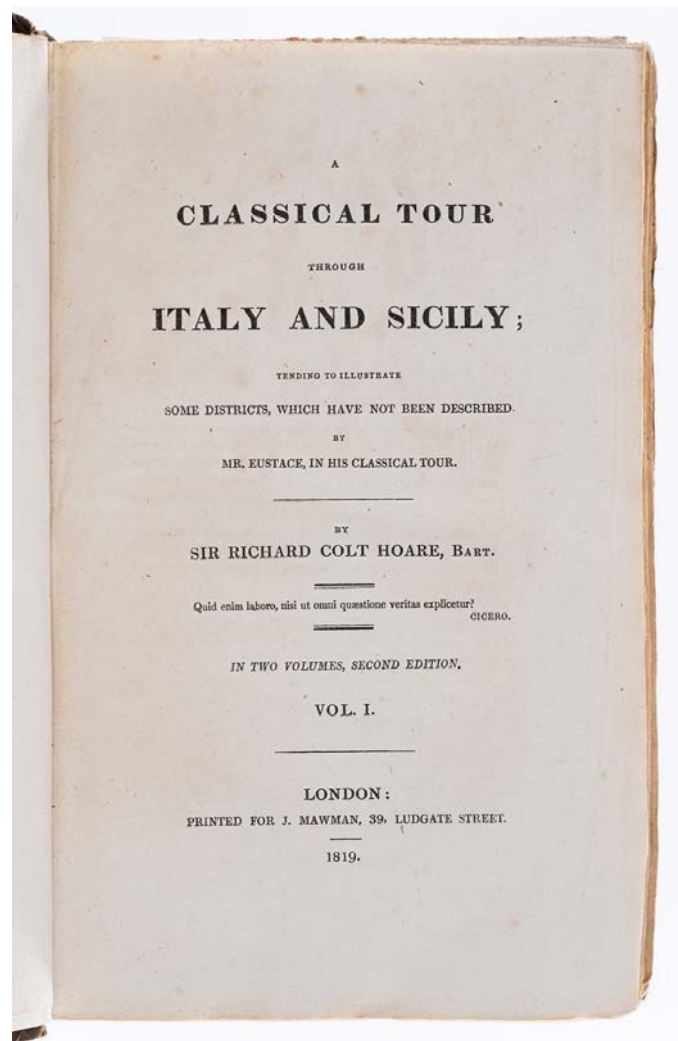 A
CLASSICAL TOUR
THROUGH
ITALY AND SICILY;
TENDING TO ILLUSTRATE
SOME DISTRICTS, WHICH HAVE NOT BEEN DESCRIBED
BY
MR. EUSTACE, IN HIS CLASSICAL TOUR.
BY
SIR RICHARD COLT HOARE, BART.
Quid enim laboro, nisi ut omni quæstione veritas explicetur?
CICERO.
IN TWO VOLUMES, SECOND EDITION.
VOL. I.
LONDON:
PRINTED FOR J. MAWMAN, 39, LUDGATE STREET.
1819.